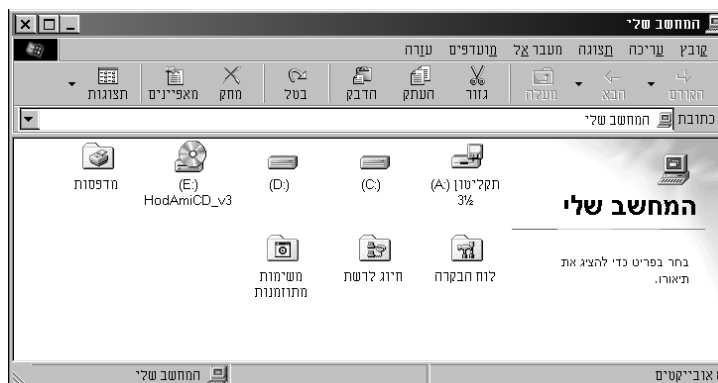 המחשב שלי
קובץ עריכה תצוגה מעבר אל מועדפים עזרה
הקודם הבא מעלה גזור העתק הדבק בטל מחק מאפיינים תצוגות
כתובת המחשב שלי
המחשב שלי
בחר בפריט כדי להציג את
תיאורו.
תקליטון (A:)
3½
(C:)
(D:)
(E:)
HodAmiCD_v3
מדפסות
לוח הבקרה
חיוג לרשת
משימות
מתוזמנות
אובייקטים
המחשב שלי